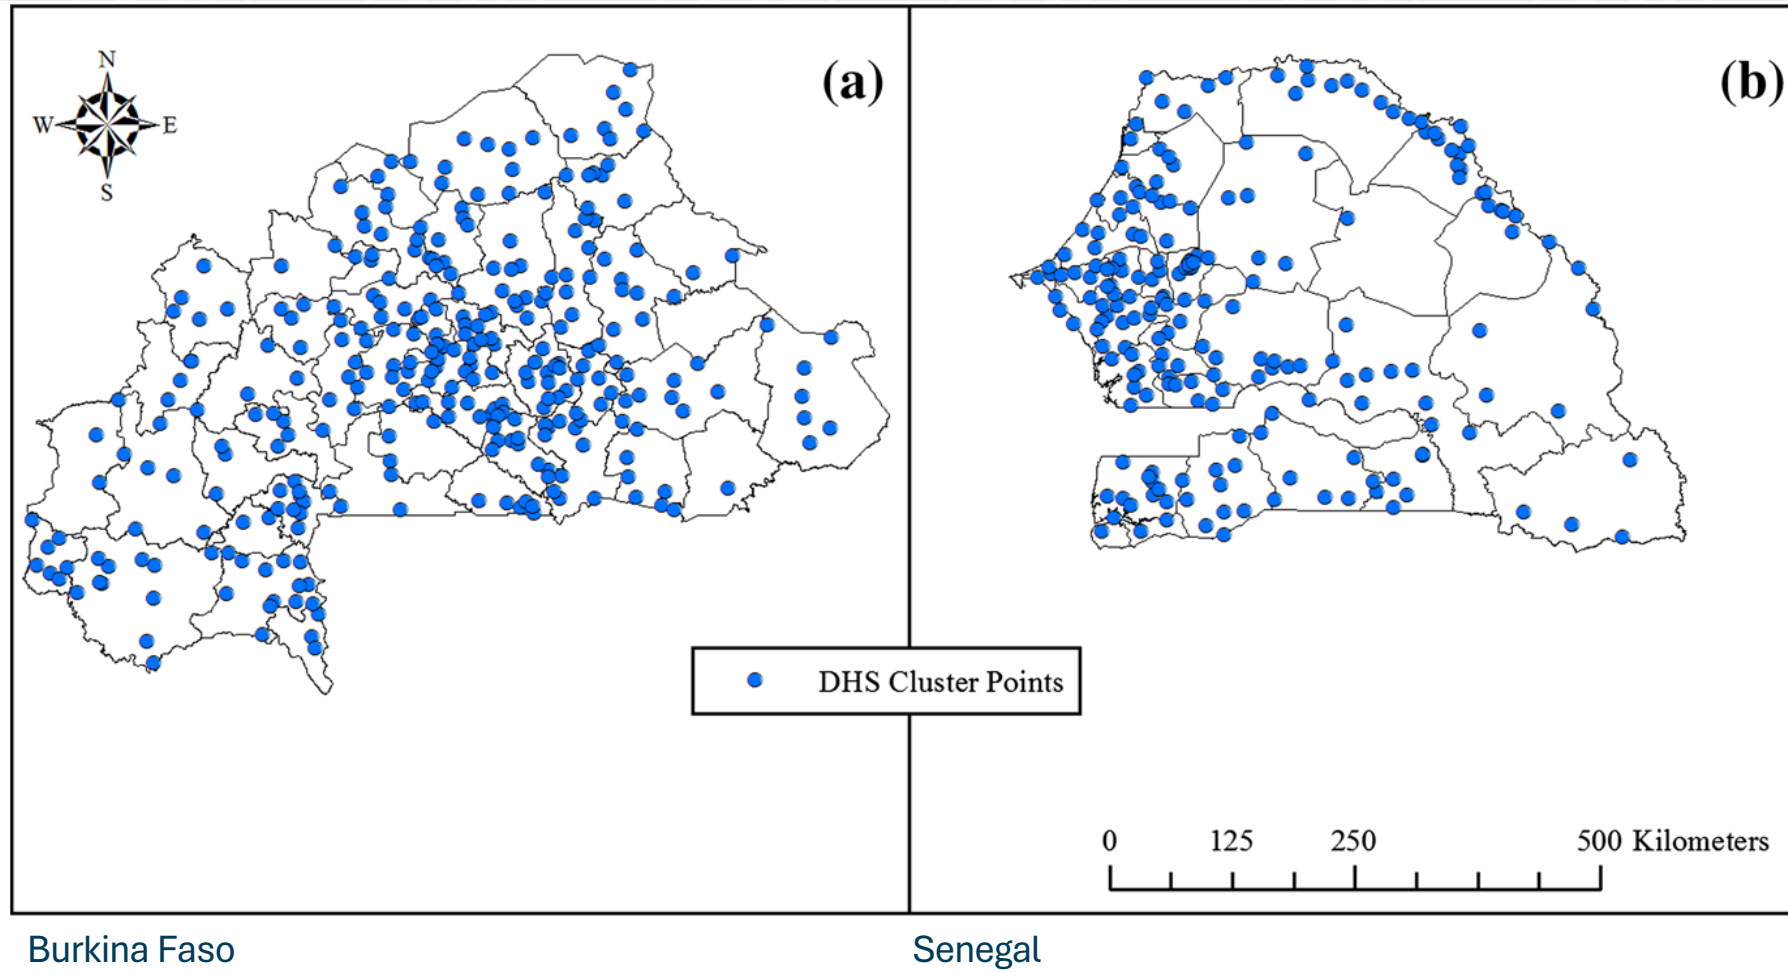 N
W E
S
(a)
(b)
DHS Cluster Points
0 125 250 500 Kilometers
Burkina Faso
Senegal